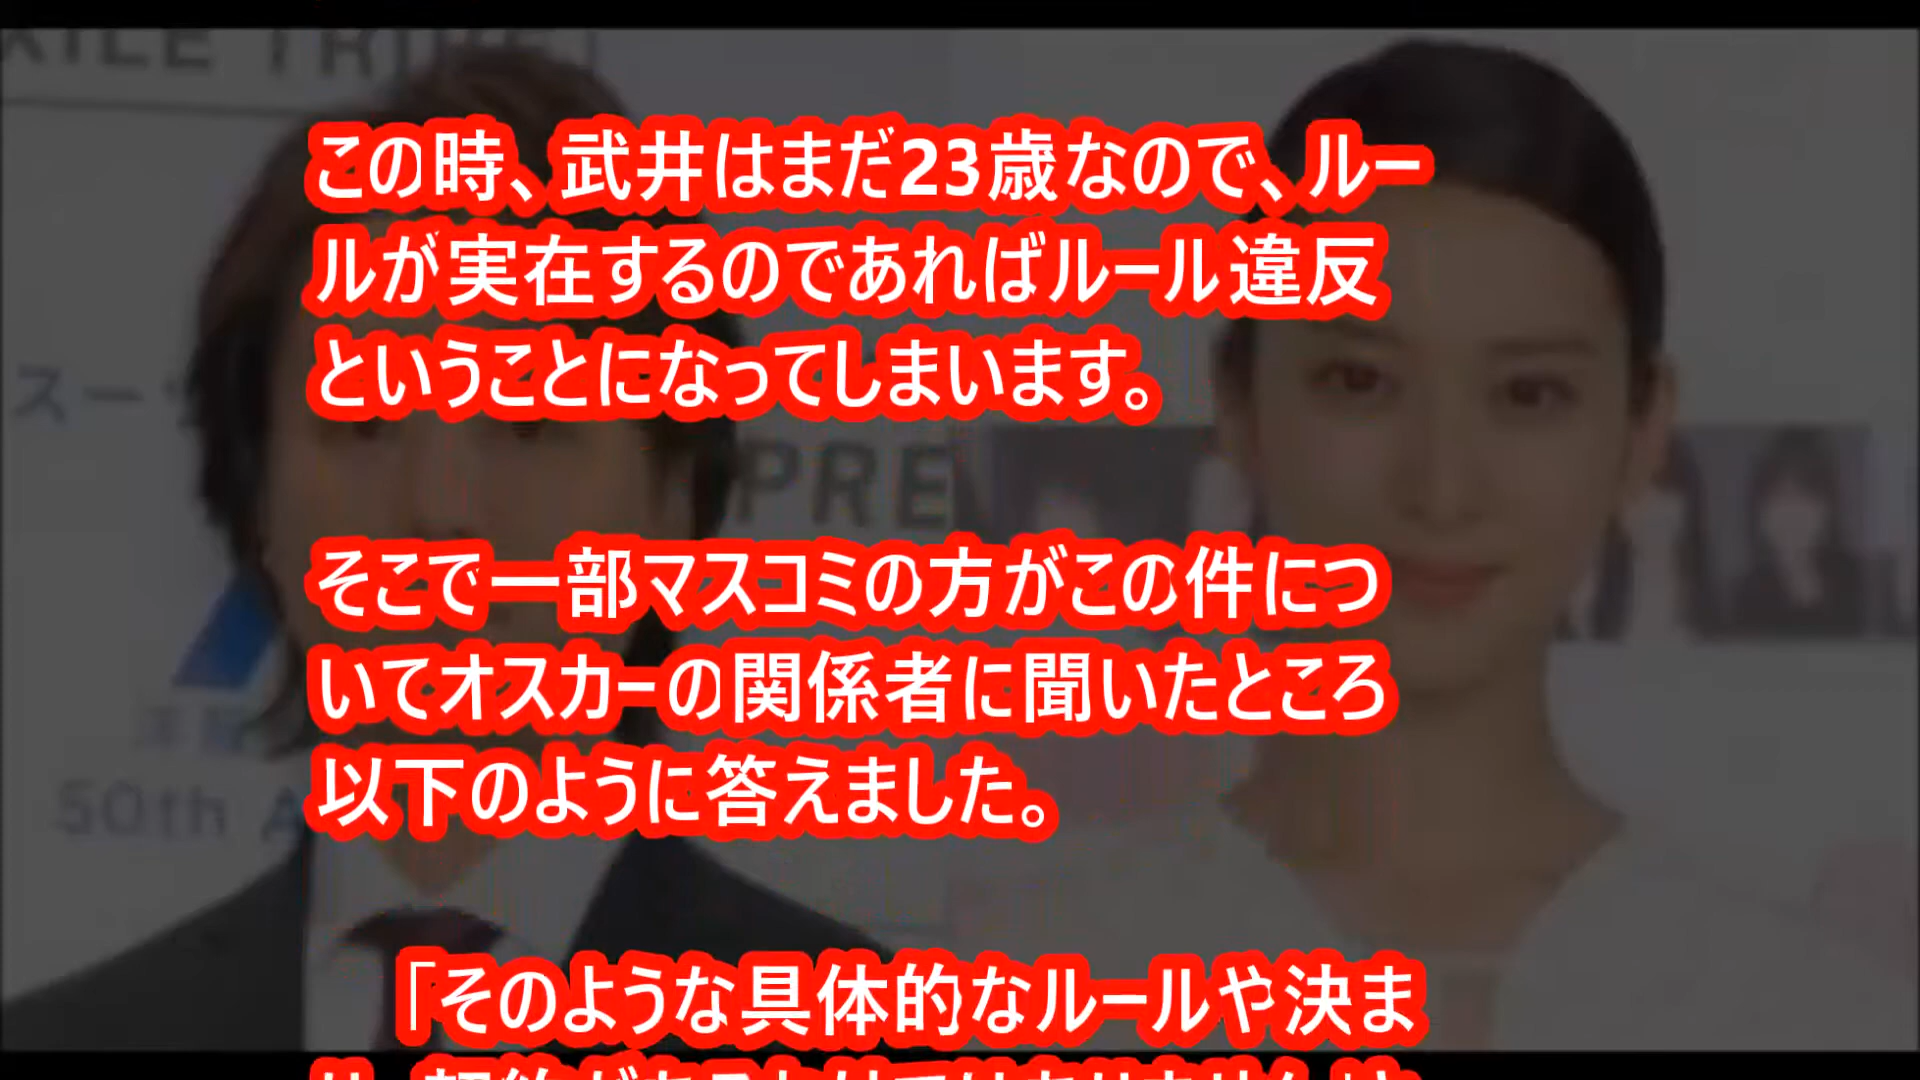 この時、武井はまだ23歳なので、ルー
ルが実在するのであればルール違反
ということになってしまいます。
そこで一部マスコミの方がこの件につ
いてオスカーの関係者に聞いたところ
以下のように答えました。
「そのような具体的なルールや決ま
PRE
50th A